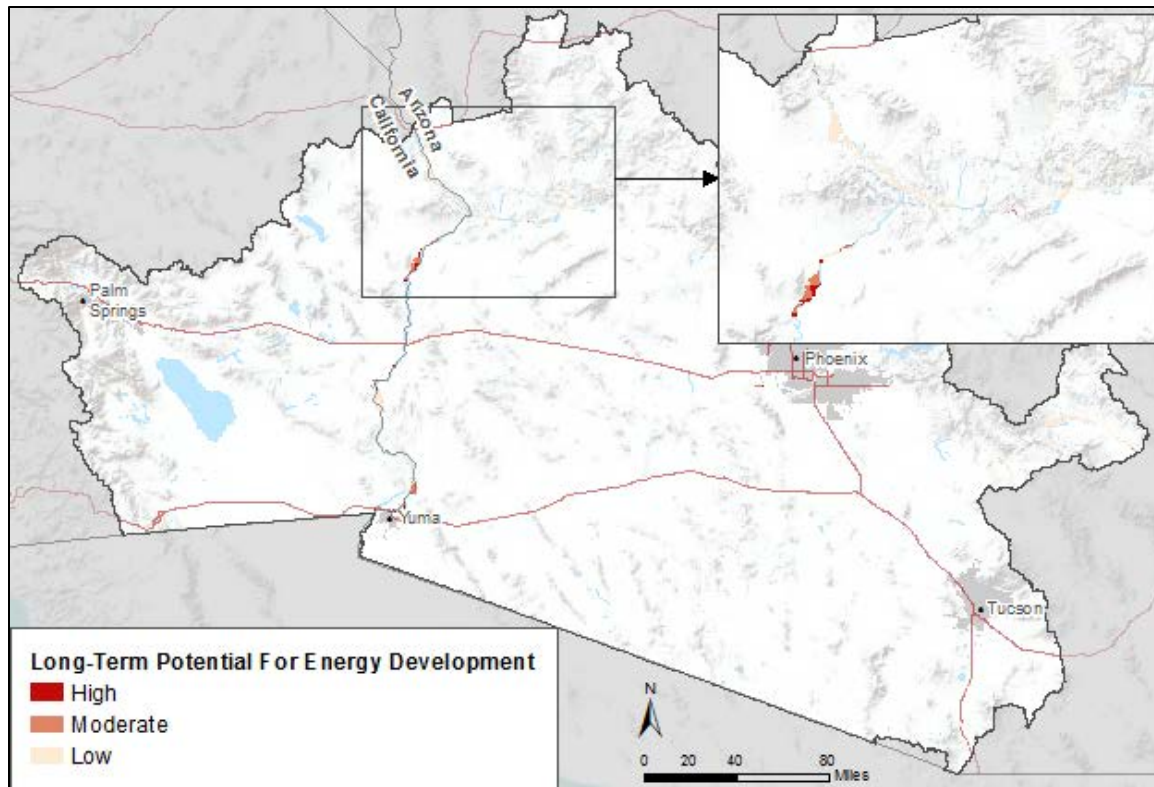 Arizona
California
Palm
Springs
Phoenix
Yuma
Tucson
Long-Term Potential For Energy Development
High
Moderate
Low
N
0 20 40 80
Miles